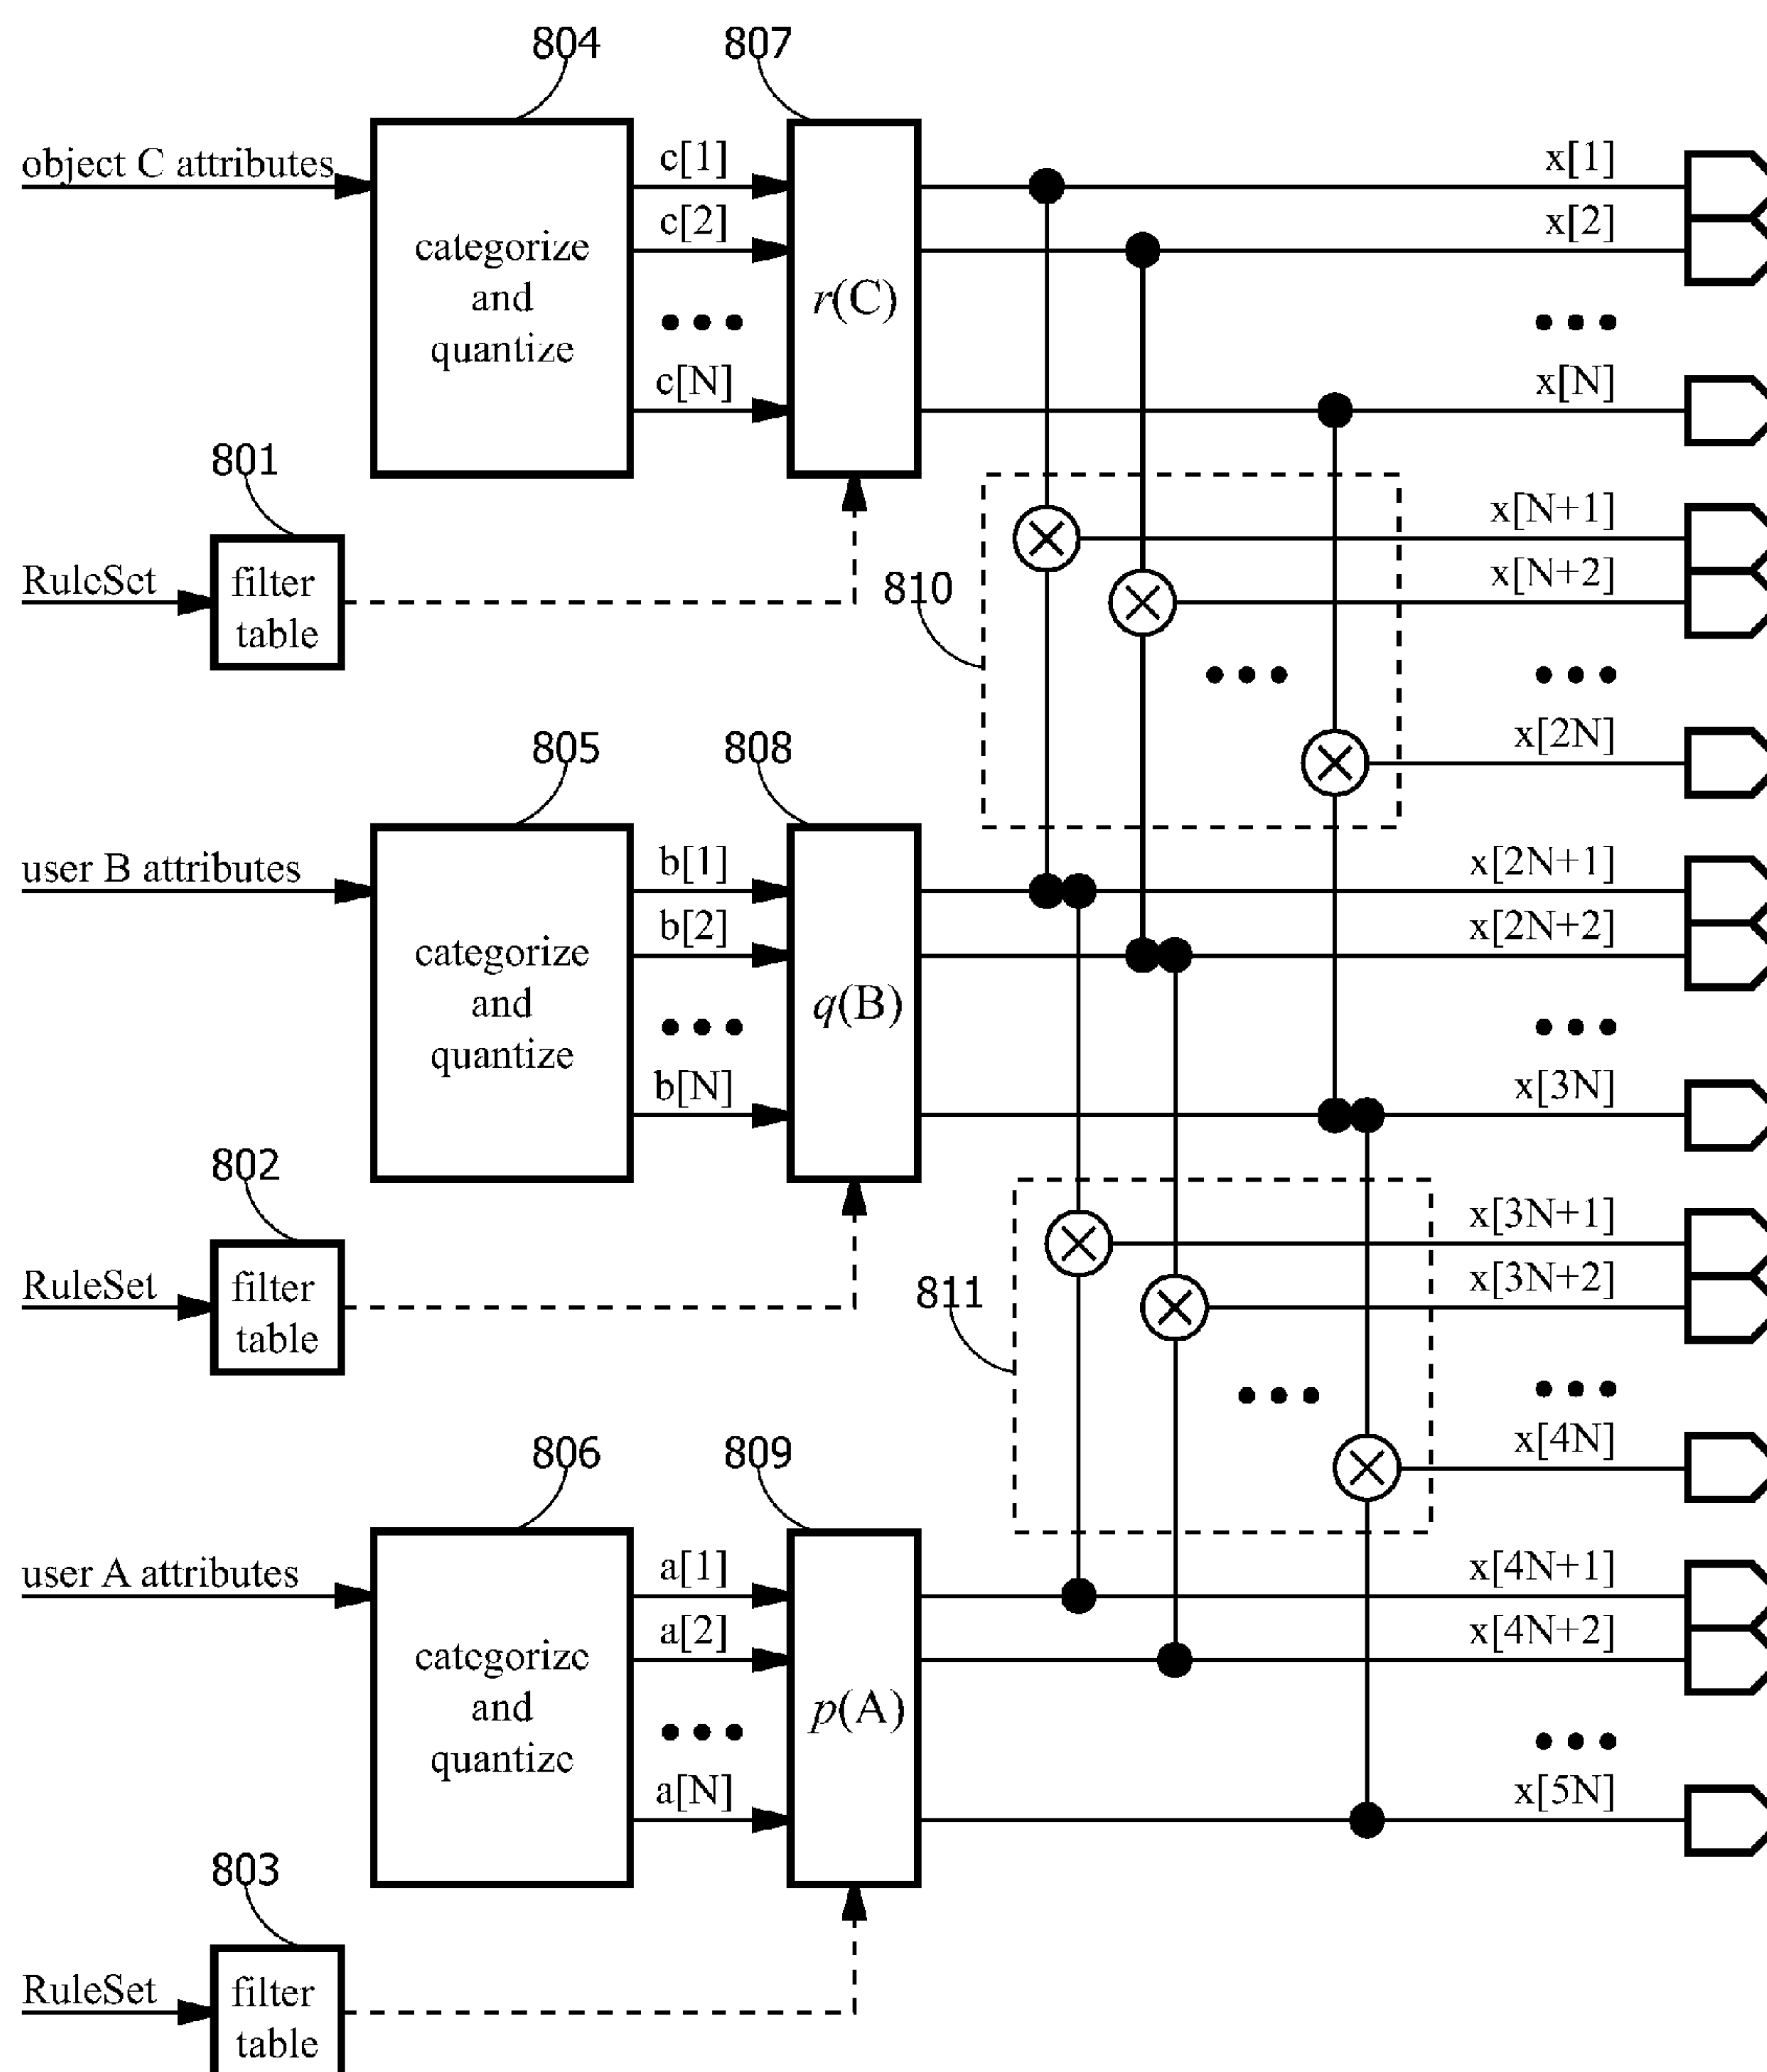 804
807
object C attributes
categorize
and
quantize
c[1]
c[2]
•••
c[N]
r(C)
x[1]
x[2]
•••
x[N]
801
RuleSet
filter
table
810
•••
x[N+1]
x[N+2]
•••
x[2N]
805
808
user B attributes
categorize
and
quantize
b[1]
b[2]
•••
b[N]
q(B)
x[2N+1]
x[2N+2]
•••
x[3N]
802
RuleSet
filter
table
811
•••
x[3N+1]
x[3N+2]
•••
x[4N]
806
809
user A attributes
categorize
and
quantize
a[1]
a[2]
•••
a[N]
p(A)
x[4N+1]
x[4N+2]
•••
x[5N]
803
RuleSet
filter
table